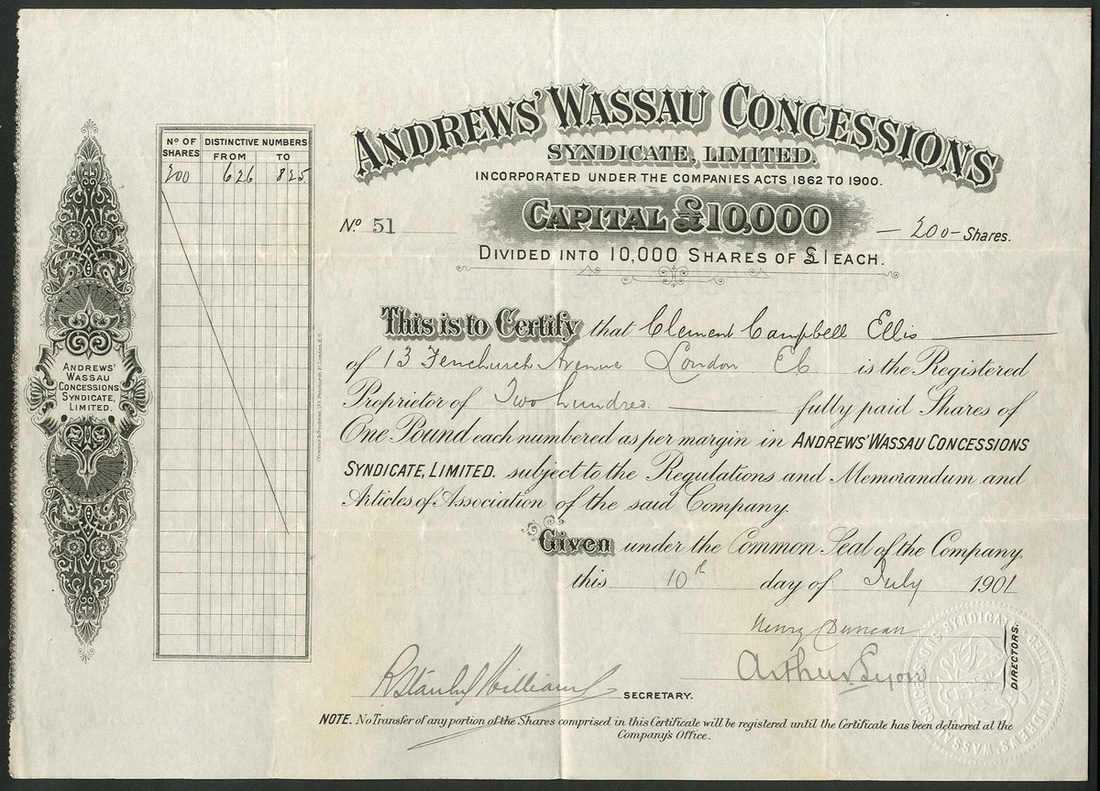 ANDREWS' WASSAU CONCESSIONS
SYNDICATE, LIMITED.
INCORPORATED UNDER THE COMPANIES ACTS 1862 TO 1900.
No 51
CAPITAL £10,000
—200— Shares.
DIVIDED INTO 10,000 SHARES OF £1 EACH.
No OF SHARES
DISTINCTIVE NUMBERS
FROM TO
200 626 825
ANDREWS'
WASSAU
CONCESSIONS
SYNDICATE,
LIMITED.
This is to Certify that Clement Campbell Ellis
of 13 Fenchurch Avenue London EC is the Registered
Proprietor of Two hundred. fully paid Shares of
One Pound each numbered as per margin in ANDREWS' WASSAU CONCESSIONS
SYNDICATE, LIMITED. subject to the Regulations and Memorandum and
Articles of Association of the said Company.
Given under the Common Seal of the Company.
this 10th day of July 1901
Henry Duncan
Arthur Lyon
DIRECTORS.
R Stanley Williams
SECRETARY.
NOTE. No Transfer of any portion of the Shares comprised in this Certificate will be registered until the Certificate has been delivered at the
Company's Office.